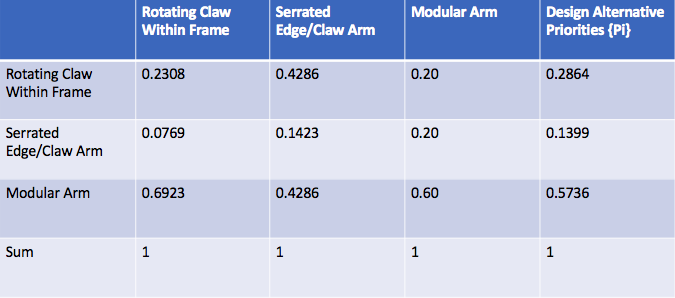 Rotating Claw Within Frame | Serrated Edge/Claw Arm | Modular Arm | Design Alternative Priorities {Pi}
Rotating Claw Within Frame | 0.2308 | 0.4286 | 0.20 | 0.2864
Serrated Edge/Claw Arm | 0.0769 | 0.1423 | 0.20 | 0.1399
Modular Arm | 0.6923 | 0.4286 | 0.60 | 0.5736
Sum | 1 | 1 | 1 | 1